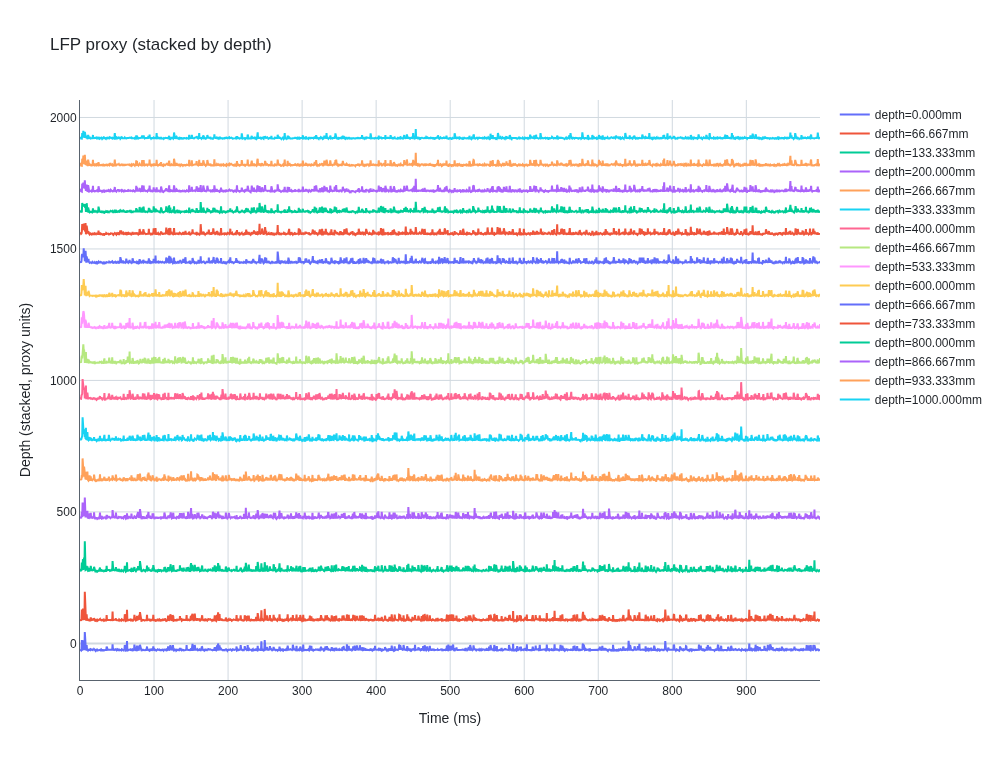 LFP proxy (stacked by depth)
2000
1500
1000
500
0
0 100 200 300 400 500 600 700 800 900
Time (ms)
Depth (stacked, proxy units)
depth=0.000mm
depth=66.667mm
depth=133.333mm
depth=200.000mm
depth=266.667mm
depth=333.333mm
depth=400.000mm
depth=466.667mm
depth=533.333mm
depth=600.000mm
depth=666.667mm
depth=733.333mm
depth=800.000mm
depth=866.667mm
depth=933.333mm
depth=1000.000mm